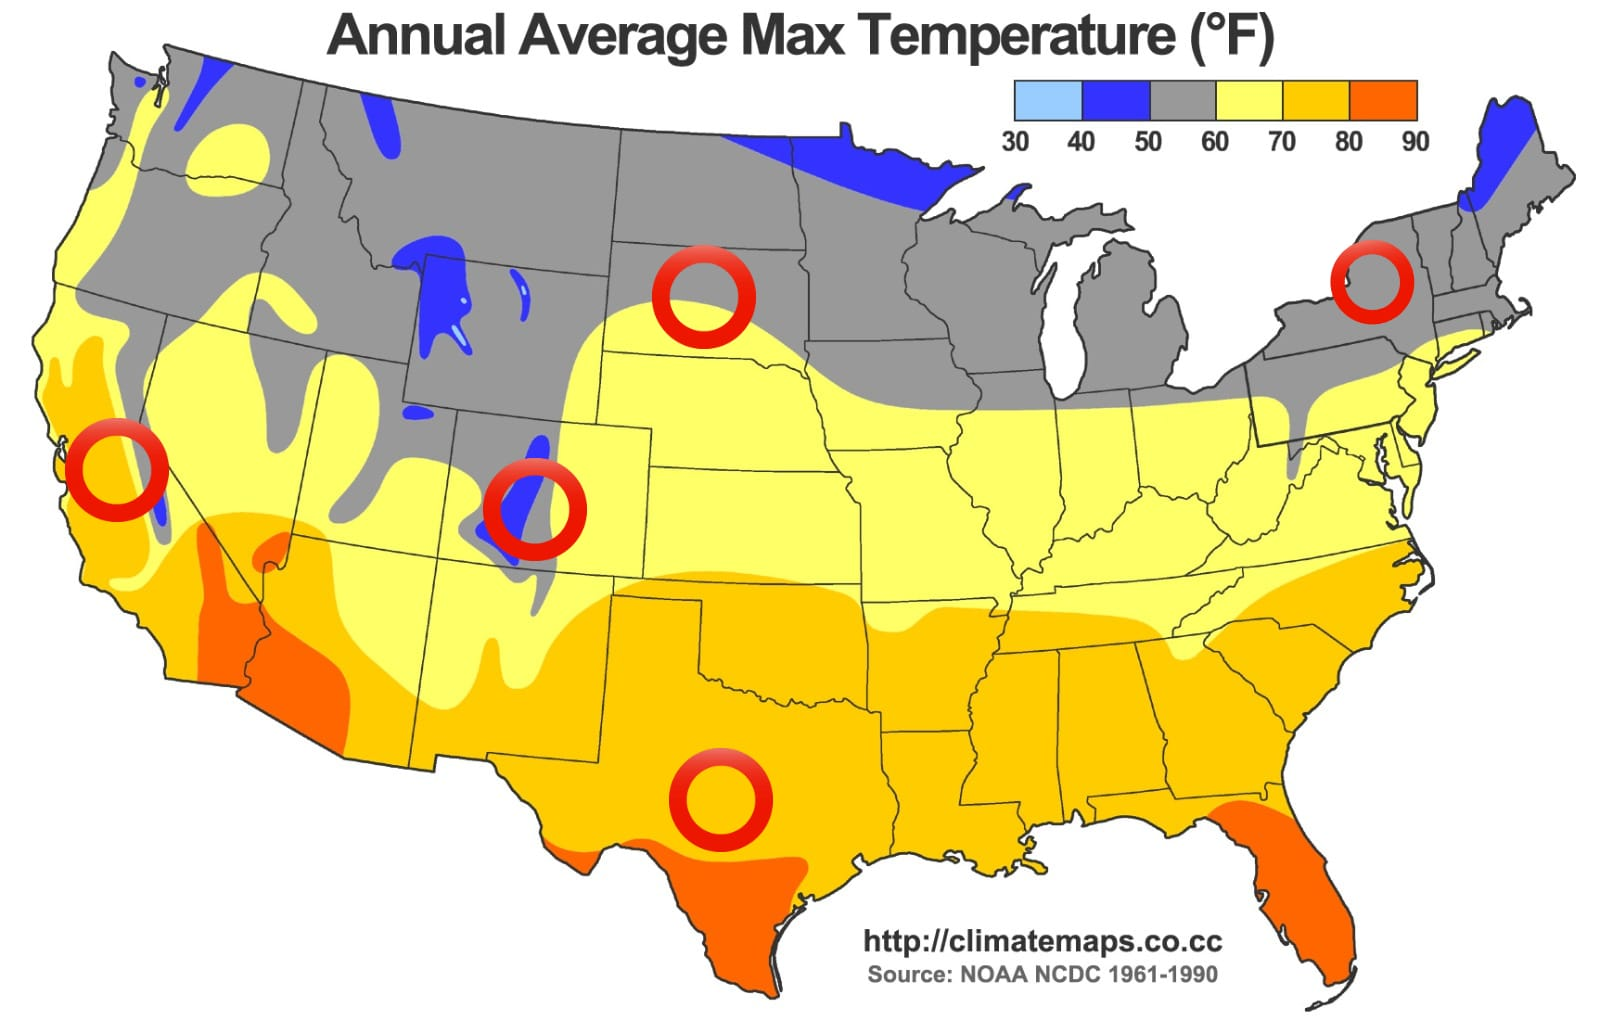 Annual Average Max Temperature (°F)
30 40 50 60 70 80 90
http://climatemaps.co.cc
Source: NOAA NCDC 1961-1990